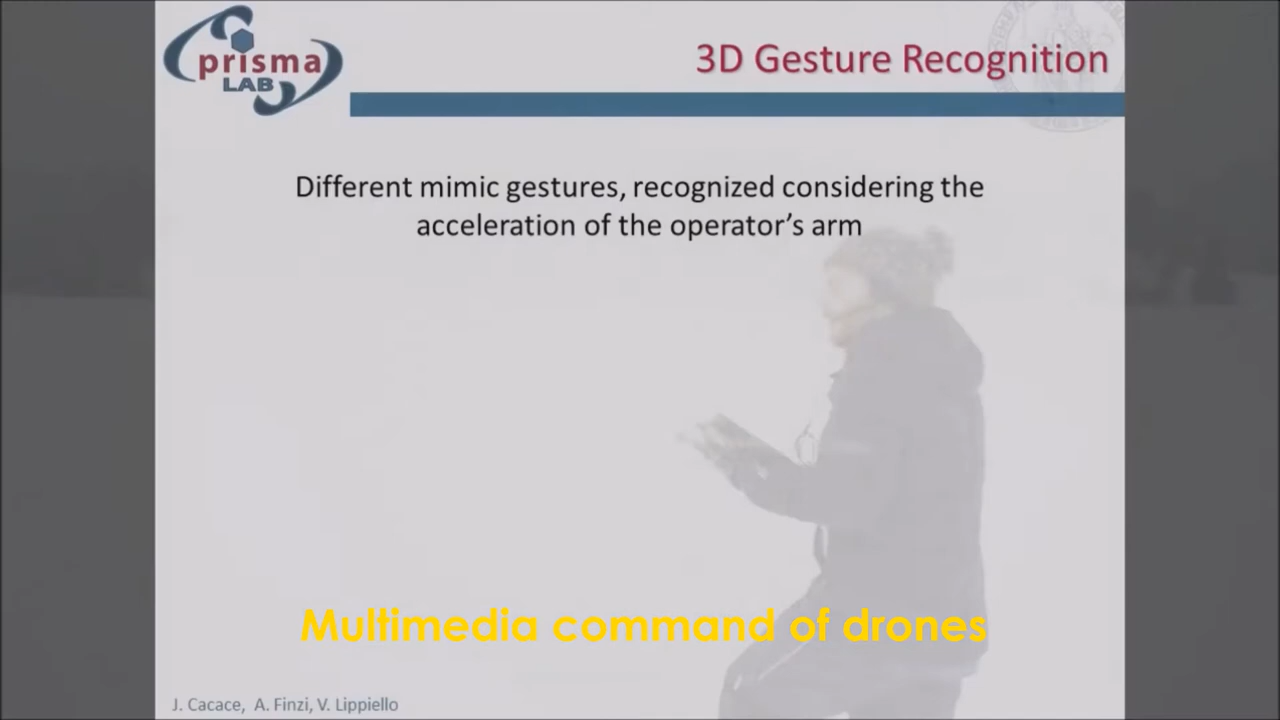 prisma
LAB
3D Gesture Recognition
Different mimic gestures, recognized considering the
acceleration of the operator's arm
Multimedia command of drones
J. Cacace, A. Finzi, V. Lippiello